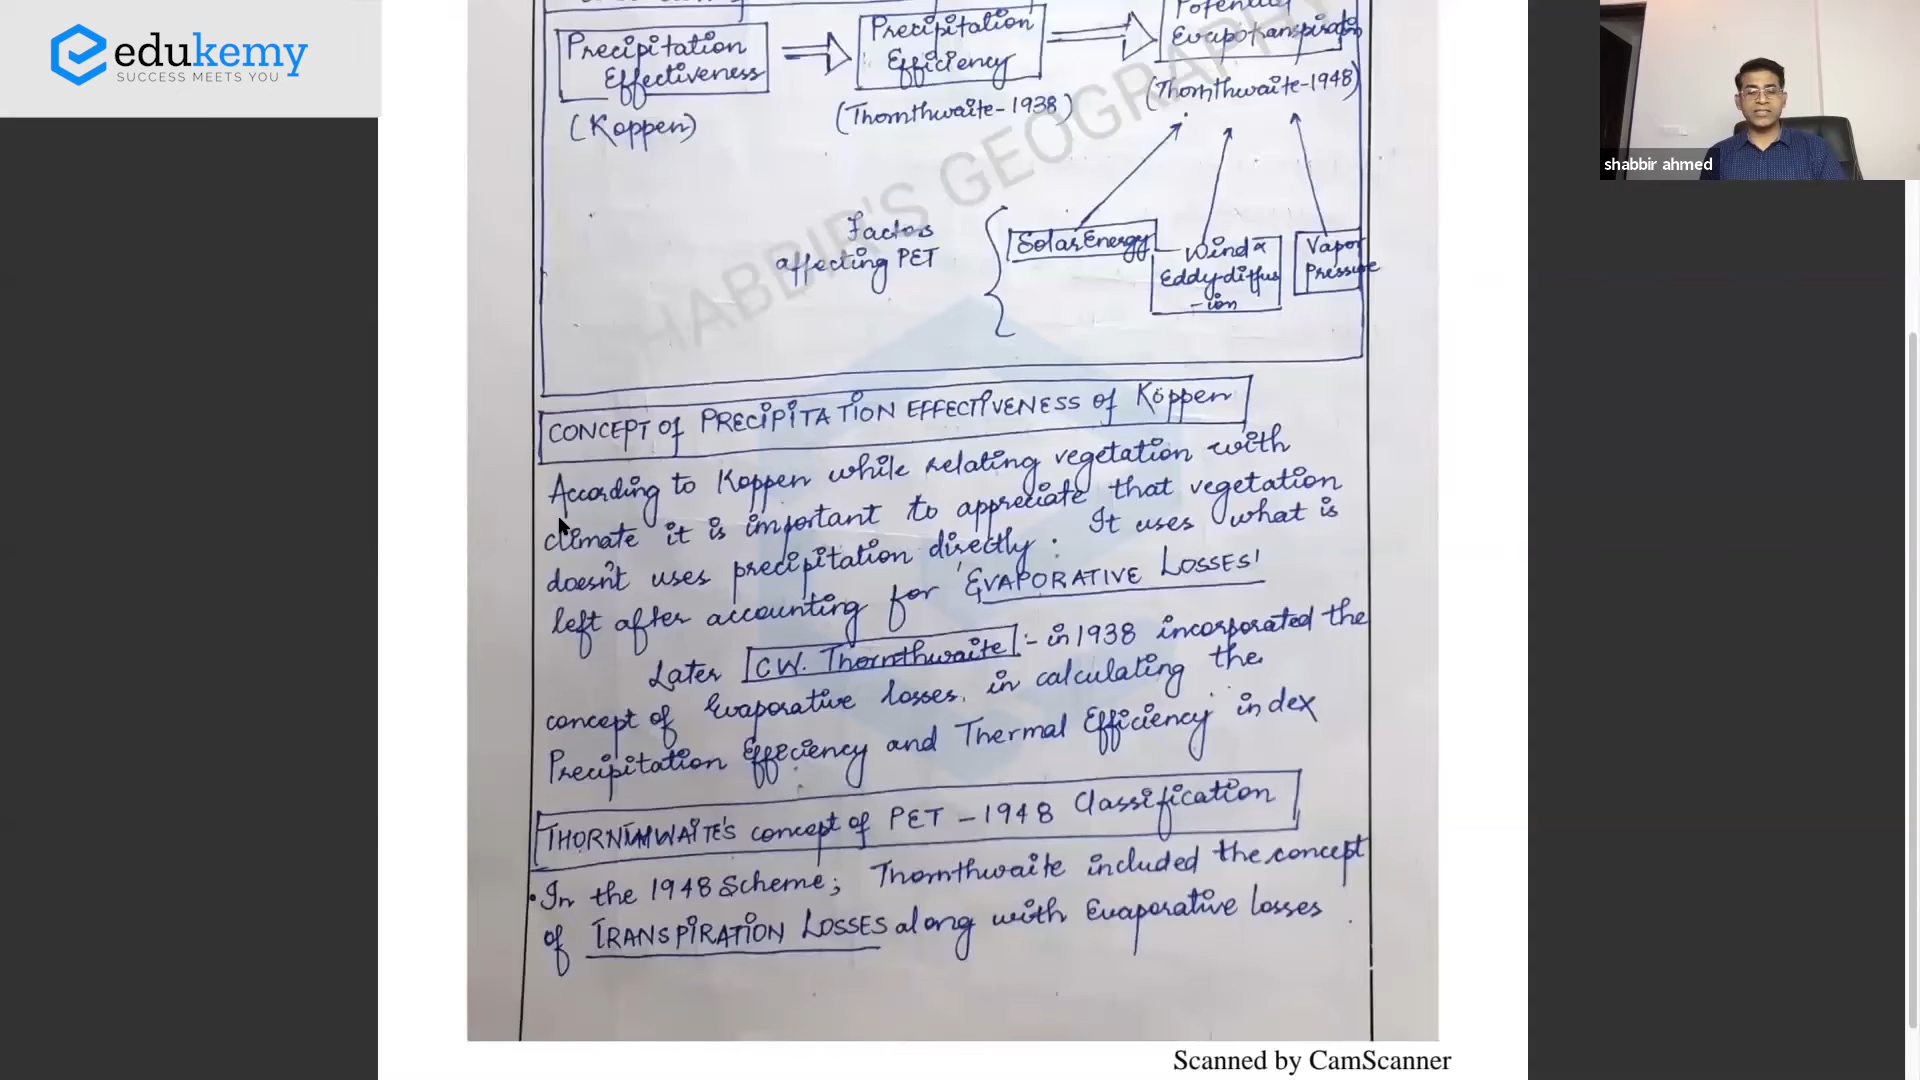 edukemy
SUCCESS MEETS YOU
shabbir ahmed
Precipitation
Effectiveness
(Koppen)
Precipitation
Efficiency
(Thornthwaite-1938)
Potential
Evapotranspiration
(Thornthwaite-1948)
Factors
affecting PET
Solar Energy
Wind &
Eddy-diffus
-ion
Vapor
Pressure
SHABBIR'S GEOGRAPHY
CONCEPT of PRECIPITATION EFFECTIVENESS of Köppen
According to Koppen while relating vegetation with
climate it is important to appreciate that vegetation
doesn't uses precipitation directly. It uses what is
left after accounting for 'EVAPORATIVE LOSSES'
Later CW. Thornthwaite :- in 1938 incorporated the
concept of Evaporative losses. in calculating the
Precipitation Effeciency and Thermal Efficiency index
THORNTHWAITE'S concept of PET - 1948 Classification
• In the 1948 Scheme; Thornthwaite included the concept
of TRANSPIRATION LOSSES along with Evaporative losses.
Scanned by CamScanner